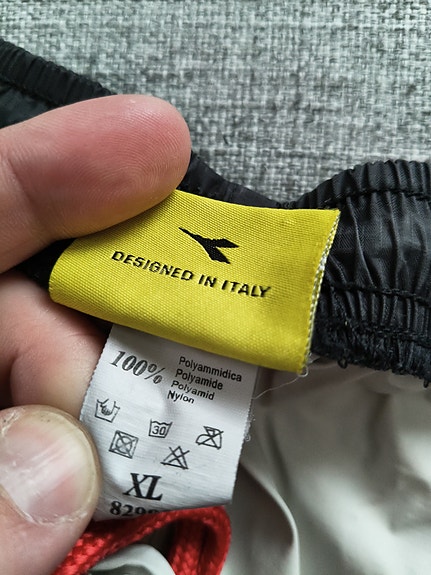 DESIGNED IN ITALY
100%
Polyammidica
Polyamide
Polyamid
Nylon
30
XL